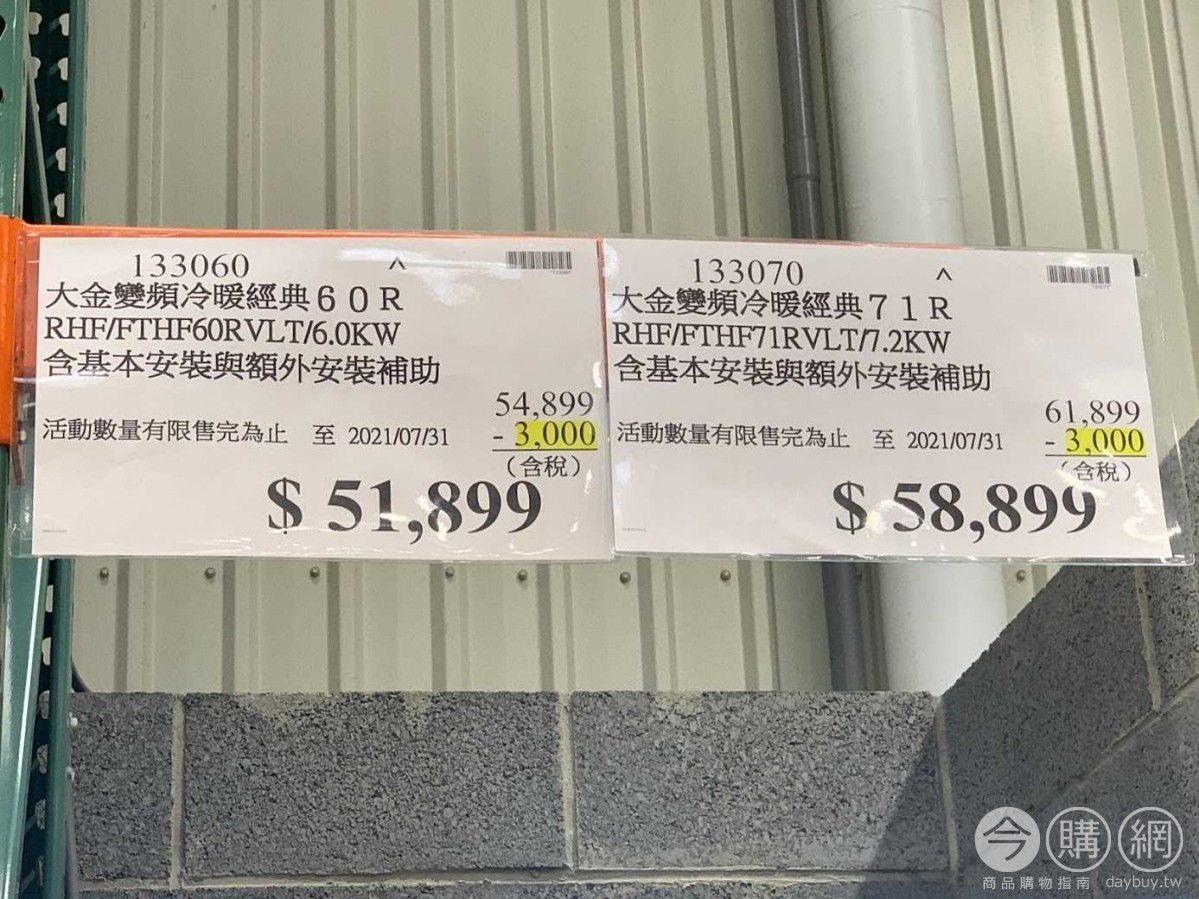 133060 ^
大金變頻冷暖經典６０Ｒ
RHF/FTHF60RVLT/6.0KW
含基本安裝與額外安裝補助
54,899
活動數量有限售完為止 至 2021/07/31 - 3,000
(含稅)
$ 51,899
133070 ^
大金變頻冷暖經典７１Ｒ
RHF/FTHF71RVLT/7.2KW
含基本安裝與額外安裝補助
61,899
活動數量有限售完為止 至 2021/07/31 - 3,000
(含稅)
$ 58,899
今購網
商品購物指南 daybuy.tw